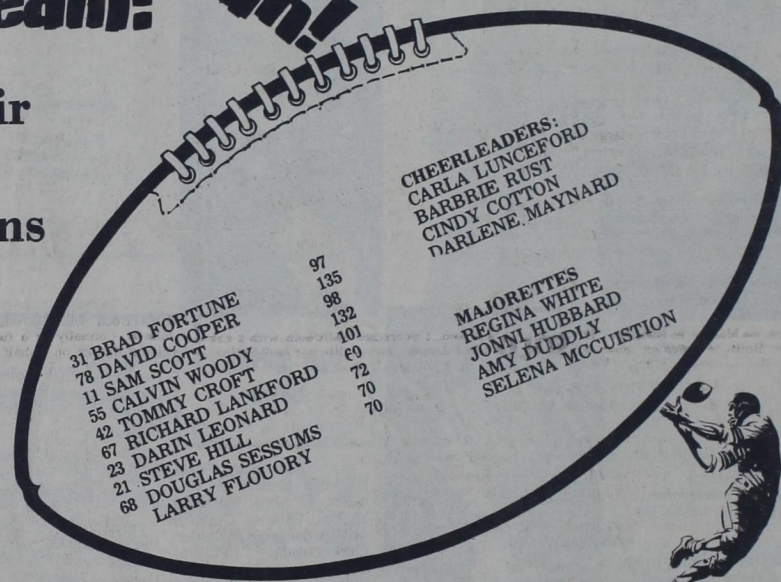 eam:
ir
ns
31 BRAD FORTUNE 97
78 DAVID COOPER 135
11 SAM SCOTT 98
55 CALVIN WOODY 132
42 TOMMY CROFT 101
67 RICHARD LANKFORD
23 DARIN LEONARD 72
21 STEVE HILL 70
68 DOUGLAS SESSUMS 70
LARRY FLOUORY
CHEERLEADERS:
CARLA LUNCEFORD
BARBRIE RUST
CINDY COTTON
DARLENE MAYNARD
MAJORETTES
REGINA WHITE
JONNI HUBBARD
AMY DUDDLY
SELENA MCCUISTION